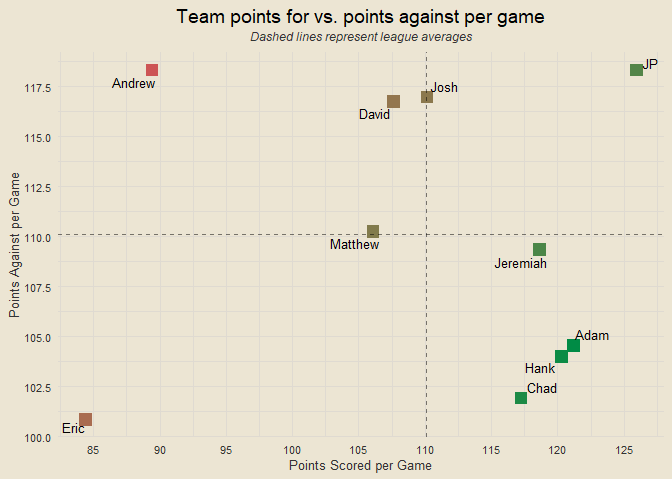 Team points for vs. points against per game
Dashed lines represent league averages
Points Against per Game
117.5
115.0
112.5
110.0
107.5
105.0
102.5
100.0
Andrew
JP
Josh
David
Matthew
Jeremiah
Adam
Hank
Chad
Eric
85
90
95
100
105
110
115
120
125
Points Scored per Game